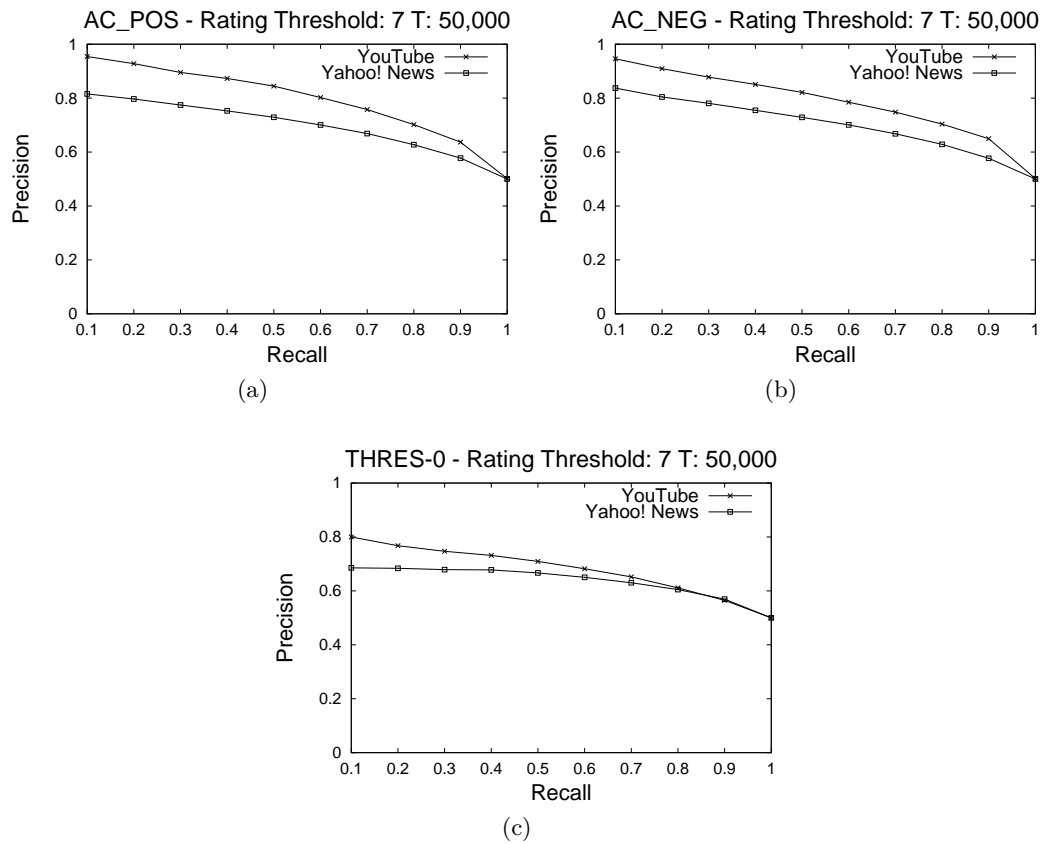 AC_POS - Rating Threshold: 7 T: 50,000
YouTube
Yahoo! News
Precision
1
0.8
0.6
0.4
0.2
0
0.1 0.2 0.3 0.4 0.5 0.6 0.7 0.8 0.9 1
Recall
(a)
AC_NEG - Rating Threshold: 7 T: 50,000
YouTube
Yahoo! News
Precision
1
0.8
0.6
0.4
0.2
0
0.1 0.2 0.3 0.4 0.5 0.6 0.7 0.8 0.9 1
Recall
(b)
THRES-0 - Rating Threshold: 7 T: 50,000
YouTube
Yahoo! News
Precision
1
0.8
0.6
0.4
0.2
0
0.1 0.2 0.3 0.4 0.5 0.6 0.7 0.8 0.9 1
Recall
(c)